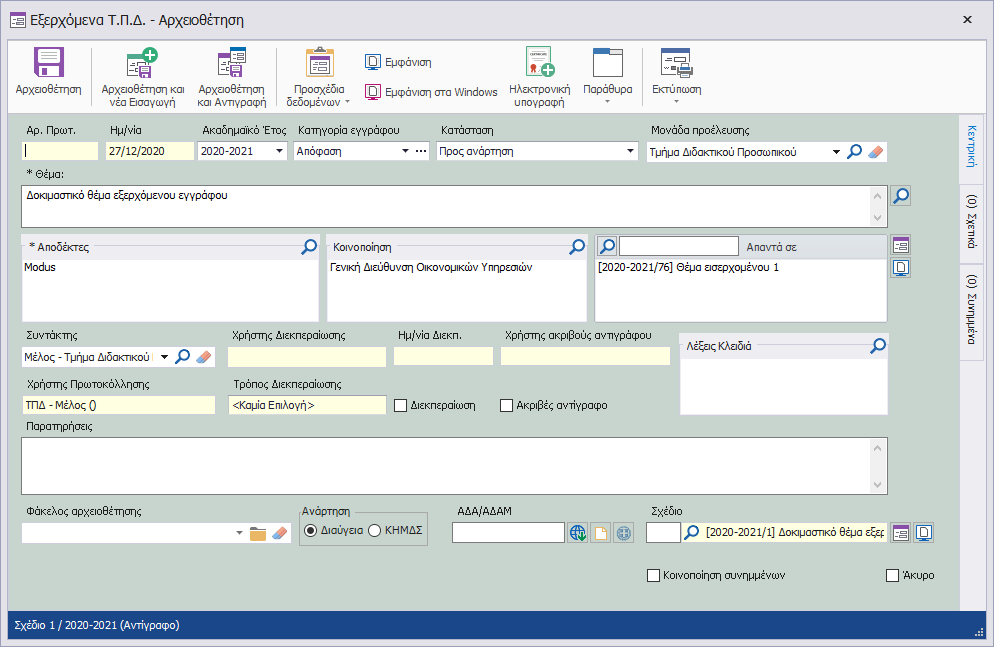 Εξερχόμενα Τ.Π.Δ. - Αρχειοθέτηση
Αρχειοθέτηση
Αρχειοθέτηση και
νέα Εισαγωγή
Αρχειοθέτηση
και Αντιγραφή
Προσχέδια
δεδομένων
Εμφάνιση
Εμφάνιση στα Windows
Ηλεκτρονική
υπογραφή
Παράθυρα
Εκτύπωση
Αρ. Πρωτ.
Ημ/νία
Ακαδημαϊκό Έτος
Κατηγορία εγγράφου
Κατάσταση
Μονάδα προέλευσης
27/12/2020
2020-2021
Απόφαση
Προς ανάρτηση
Τμήμα Διδακτικού Προσωπικού
* Θέμα:
Δοκιμαστικό θέμα εξερχόμενου εγγράφου
* Αποδέκτες
Κοινοποίηση
Απαντά σε
Modus
Γενική Διεύθυνση Οικονομικών Υπηρεσιών
[2020-2021/76] Θέμα εισερχομένου 1
Συντάκτης
Χρήστης Διεκπεραίωσης
Ημ/νία Διεκπ.
Χρήστης ακριβούς αντιγράφου
Λέξεις Κλειδιά
Μέλος - Τμήμα Διδακτικού
Χρήστης Πρωτοκόλλησης
Τρόπος Διεκπεραίωσης
ΤΠΔ - Μέλος ()
<Καμία Επιλογή>
Διεκπεραίωση
Ακριβές αντίγραφο
Παρατηρήσεις
Φάκελος αρχειοθέτησης
Ανάρτηση
Διαύγεια
ΚΗΜΔΣ
ΑΔΑ/ΑΔΑΜ
Σχέδιο
[2020-2021/1] Δοκιμαστικό θέμα εξερ
Κοινοποίηση συνημμένων
Άκυρο
Κεντρική
(0) Σχετικά
(0) Συνημμένα
Σχέδιο 1 / 2020-2021 (Αντίγραφο)